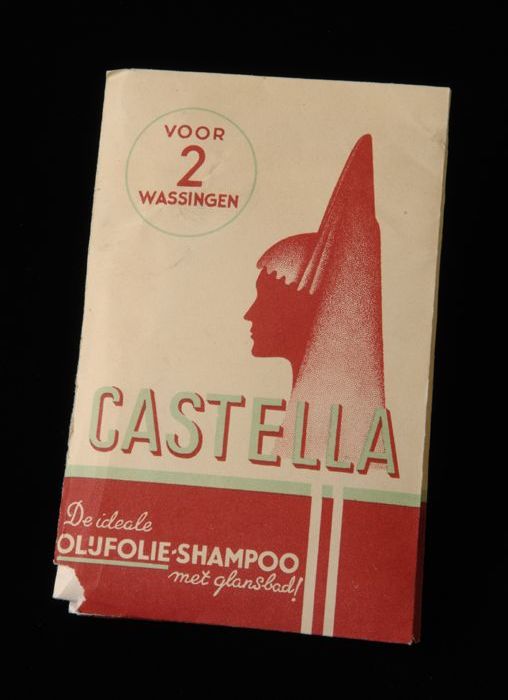 VOOR
2
WASSINGEN
CASTELLA
De ideale
OLIJFOLIE-SHAMPOO
met glansbad!